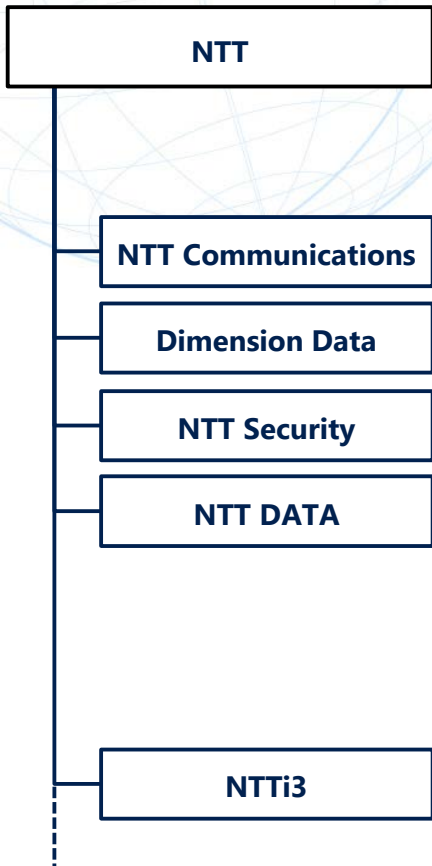 NTT
NTT Communications
Dimension Data
NTT Security
NTT DATA
NTTi3